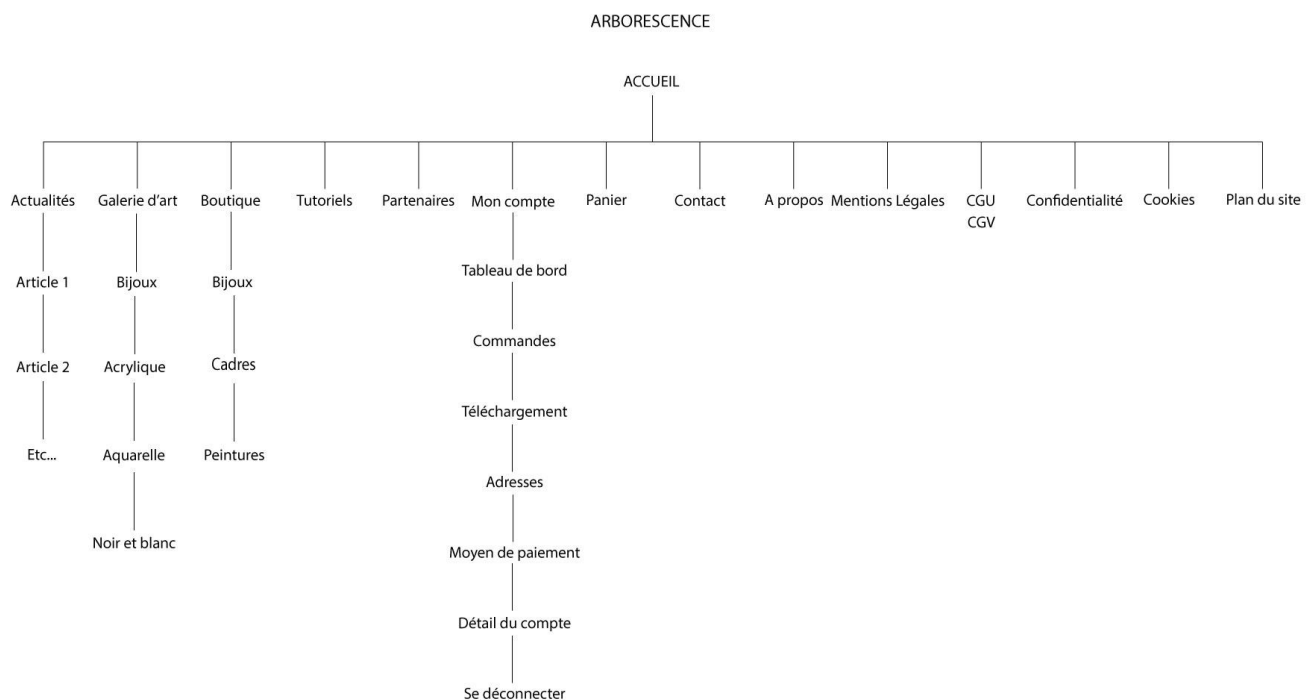 ARBORESCENCE
ACCUEIL
Actualités
Galerie d'art
Boutique
Tutoriels
Partenaires
Mon compte
Panier
Contact
A propos
Mentions Légales
CGU
CGV
Confidentialité
Cookies
Plan du site
Article 1
Article 2
Etc...
Bijoux
Acrylique
Aquarelle
Noir et blanc
Bijoux
Cadres
Peintures
Tableau de bord
Commandes
Téléchargement
Adresses
Moyen de paiement
Détail du compte
Se déconnecter